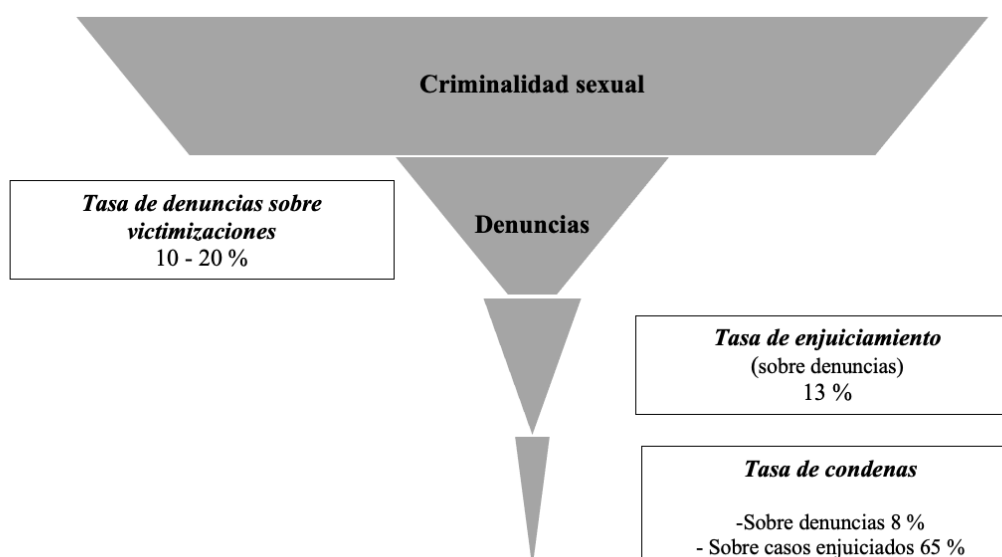 Criminalidad sexual
Tasa de denuncias sobre
victimizaciones
10 - 20 %
Denuncias
Tasa de enjuiciamiento
(sobre denuncias)
13 %
Tasa de condenas
-Sobre denuncias 8 %
- Sobre casos enjuiciados 65 %